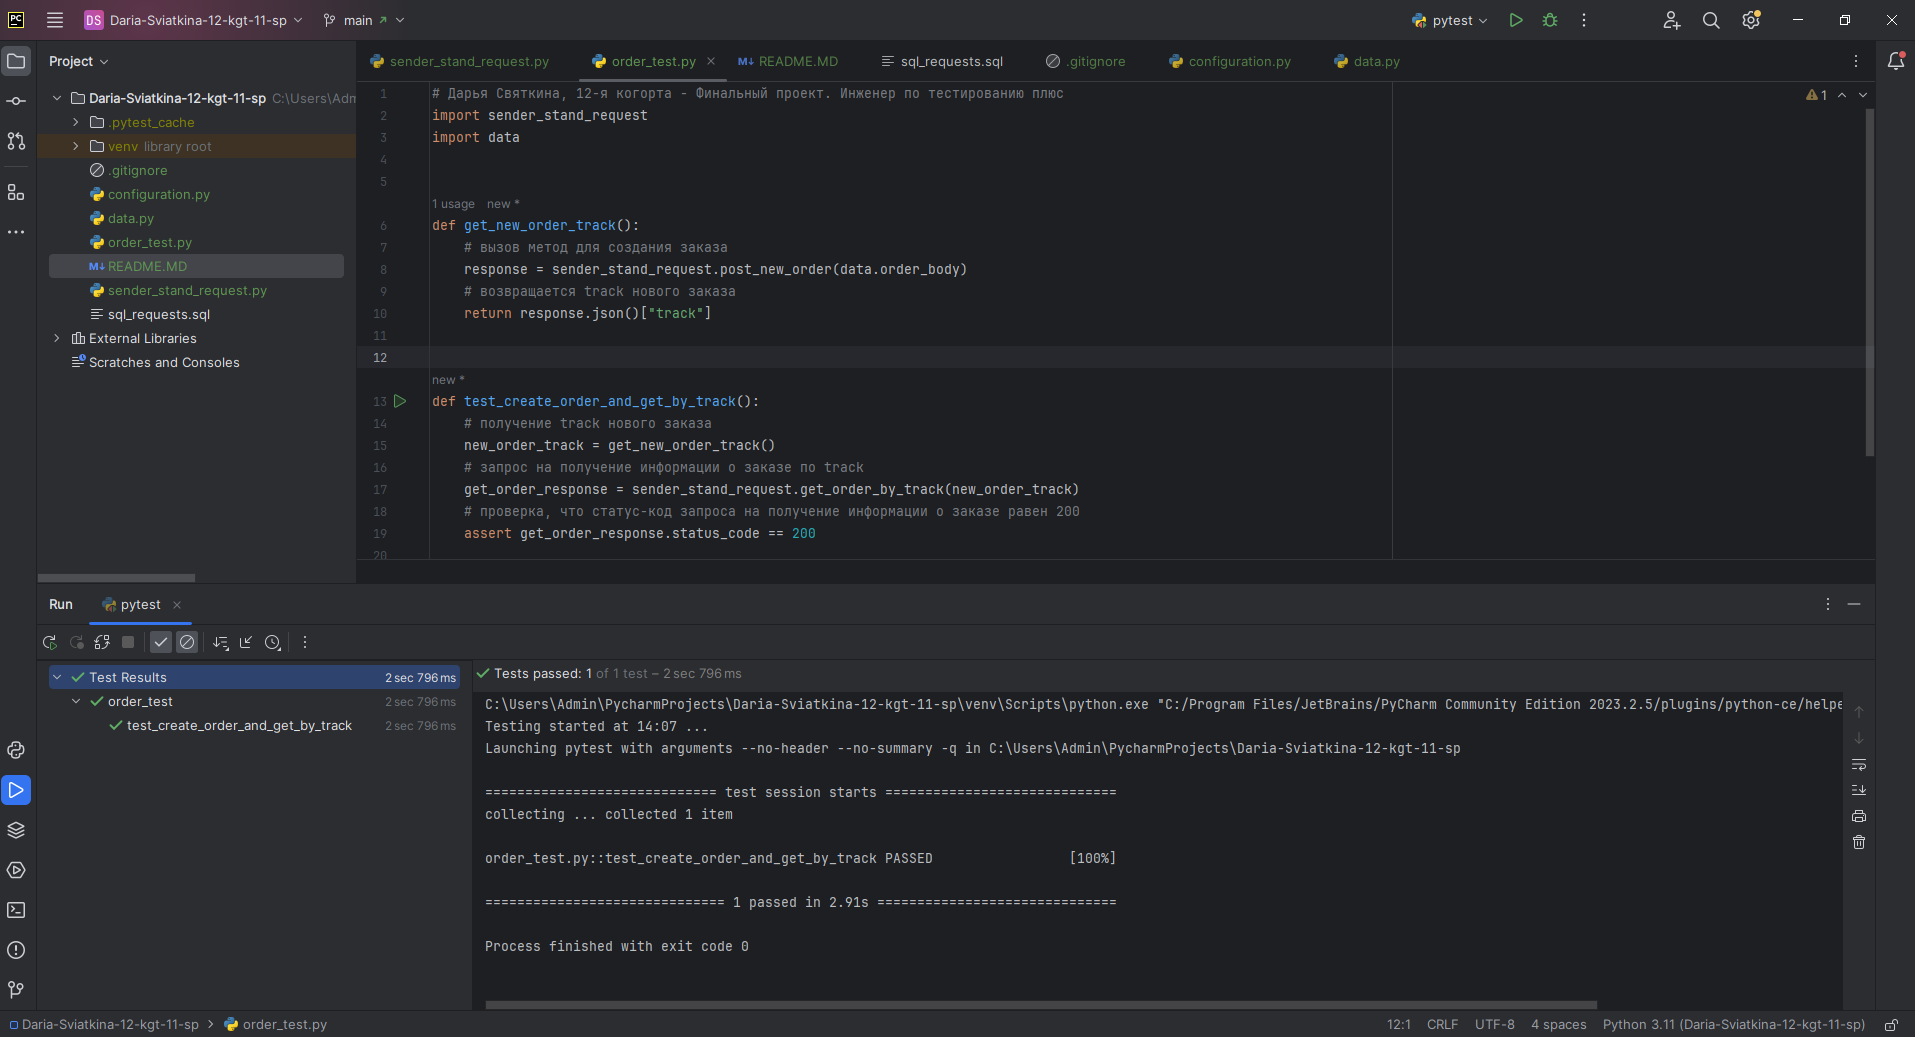 PC DS Daria-Sviatkina-12-kgt-11-sp main pytest
Project
sender_stand_request.py order_test.py M↓ README.MD sql_requests.sql .gitignore configuration.py data.py
Daria-Sviatkina-12-kgt-11-sp C:\Users\Adm
.pytest_cache
venv library root
.gitignore
configuration.py
data.py
order_test.py
M↓ README.MD
sender_stand_request.py
sql_requests.sql
External Libraries
Scratches and Consoles
1 # Дарья Святкина, 12-я когорта - Финальный проект. Инженер по тестированию плюс
2 import sender_stand_request
3 import data
4
5
1 usage new *
6 def get_new_order_track():
7 # вызов метод для создания заказа
8 response = sender_stand_request.post_new_order(data.order_body)
9 # возвращается track нового заказа
10 return response.json()["track"]
11
12
new *
13 def test_create_order_and_get_by_track():
14 # получение track нового заказа
15 new_order_track = get_new_order_track()
16 # запрос на получение информации о заказе по track
17 get_order_response = sender_stand_request.get_order_by_track(new_order_track)
18 # проверка, что статус-код запроса на получение информации о заказе равен 200
19 assert get_order_response.status_code == 200
20
1
Run pytest
Test Results 2 sec 796 ms
order_test 2 sec 796 ms
test_create_order_and_get_by_track 2 sec 796 ms
Tests passed: 1 of 1 test – 2 sec 796 ms
C:\Users\Admin\PycharmProjects\Daria-Sviatkina-12-kgt-11-sp\venv\Scripts\python.exe "C:/Program Files/JetBrains/PyCharm Community Edition 2023.2.5/plugins/python-ce/helpe
Testing started at 14:07 ...
Launching pytest with arguments --no-header --no-summary -q in C:\Users\Admin\PycharmProjects\Daria-Sviatkina-12-kgt-11-sp
============================= test session starts =============================
collecting ... collected 1 item
order_test.py::test_create_order_and_get_by_track PASSED [100%]
============================== 1 passed in 2.91s ==============================
Process finished with exit code 0
Daria-Sviatkina-12-kgt-11-sp > order_test.py
12:1 CRLF UTF-8 4 spaces Python 3.11 (Daria-Sviatkina-12-kgt-11-sp)